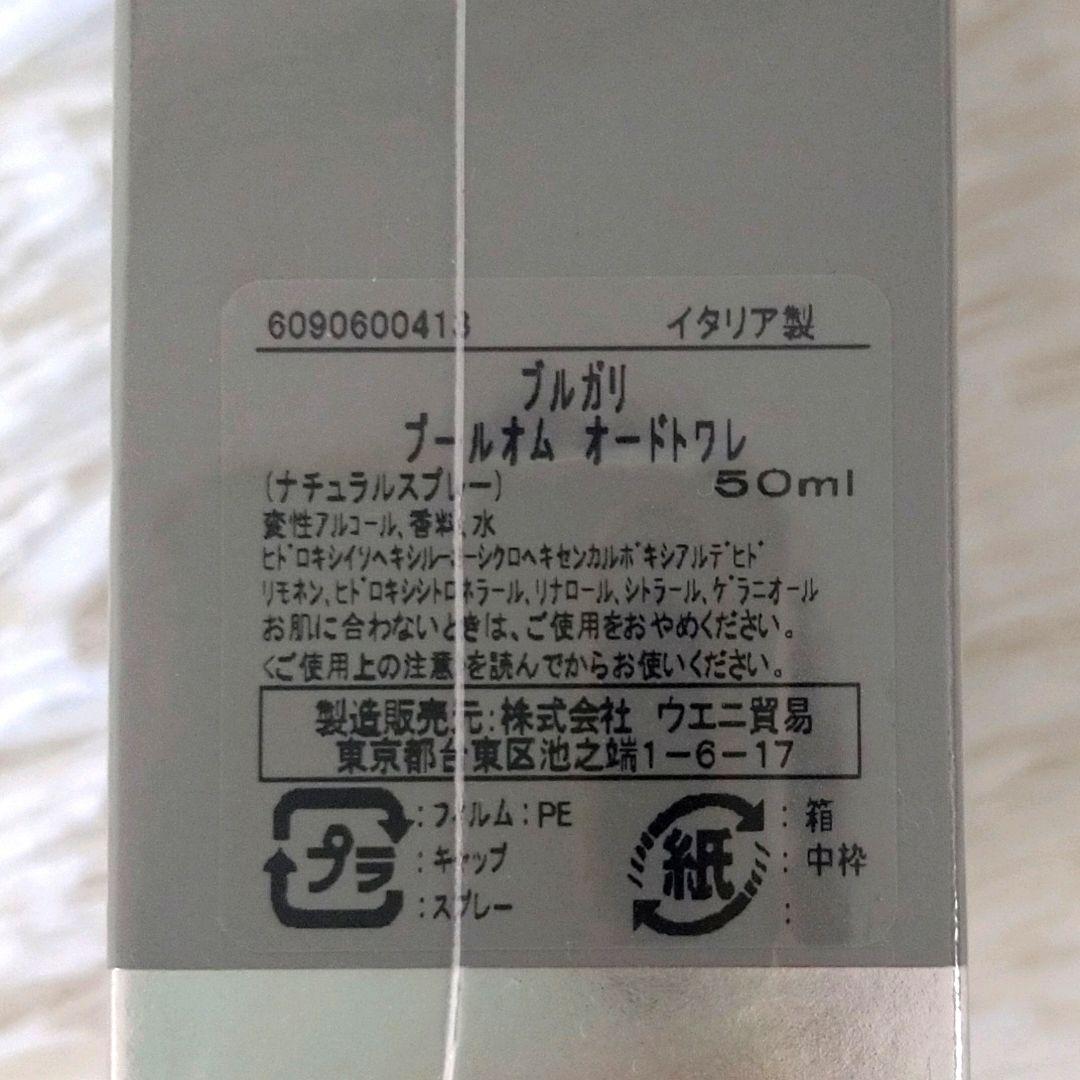 6090600413 イタリア製
ブルガリ
プールオム オードトワレ
(ナチュラルスプレー) 50ml
変性アルコール、香料、水
ヒドロキシイソヘキシル-3-シクロヘキセンカルボキシアルデヒド
リモネン、ヒドロキシシトロネラール、リナロール、シトラール、ゲラニオール
お肌に合わないときは、ご使用をおやめください。
<ご使用上の注意>を読んでからお使いください。
製造販売元:株式会社 ウエニ貿易
東京都台東区池之端1-6-17
プラ :フィルム:PE
:キャップ
:スプレー
紙 :箱
:中枠
: